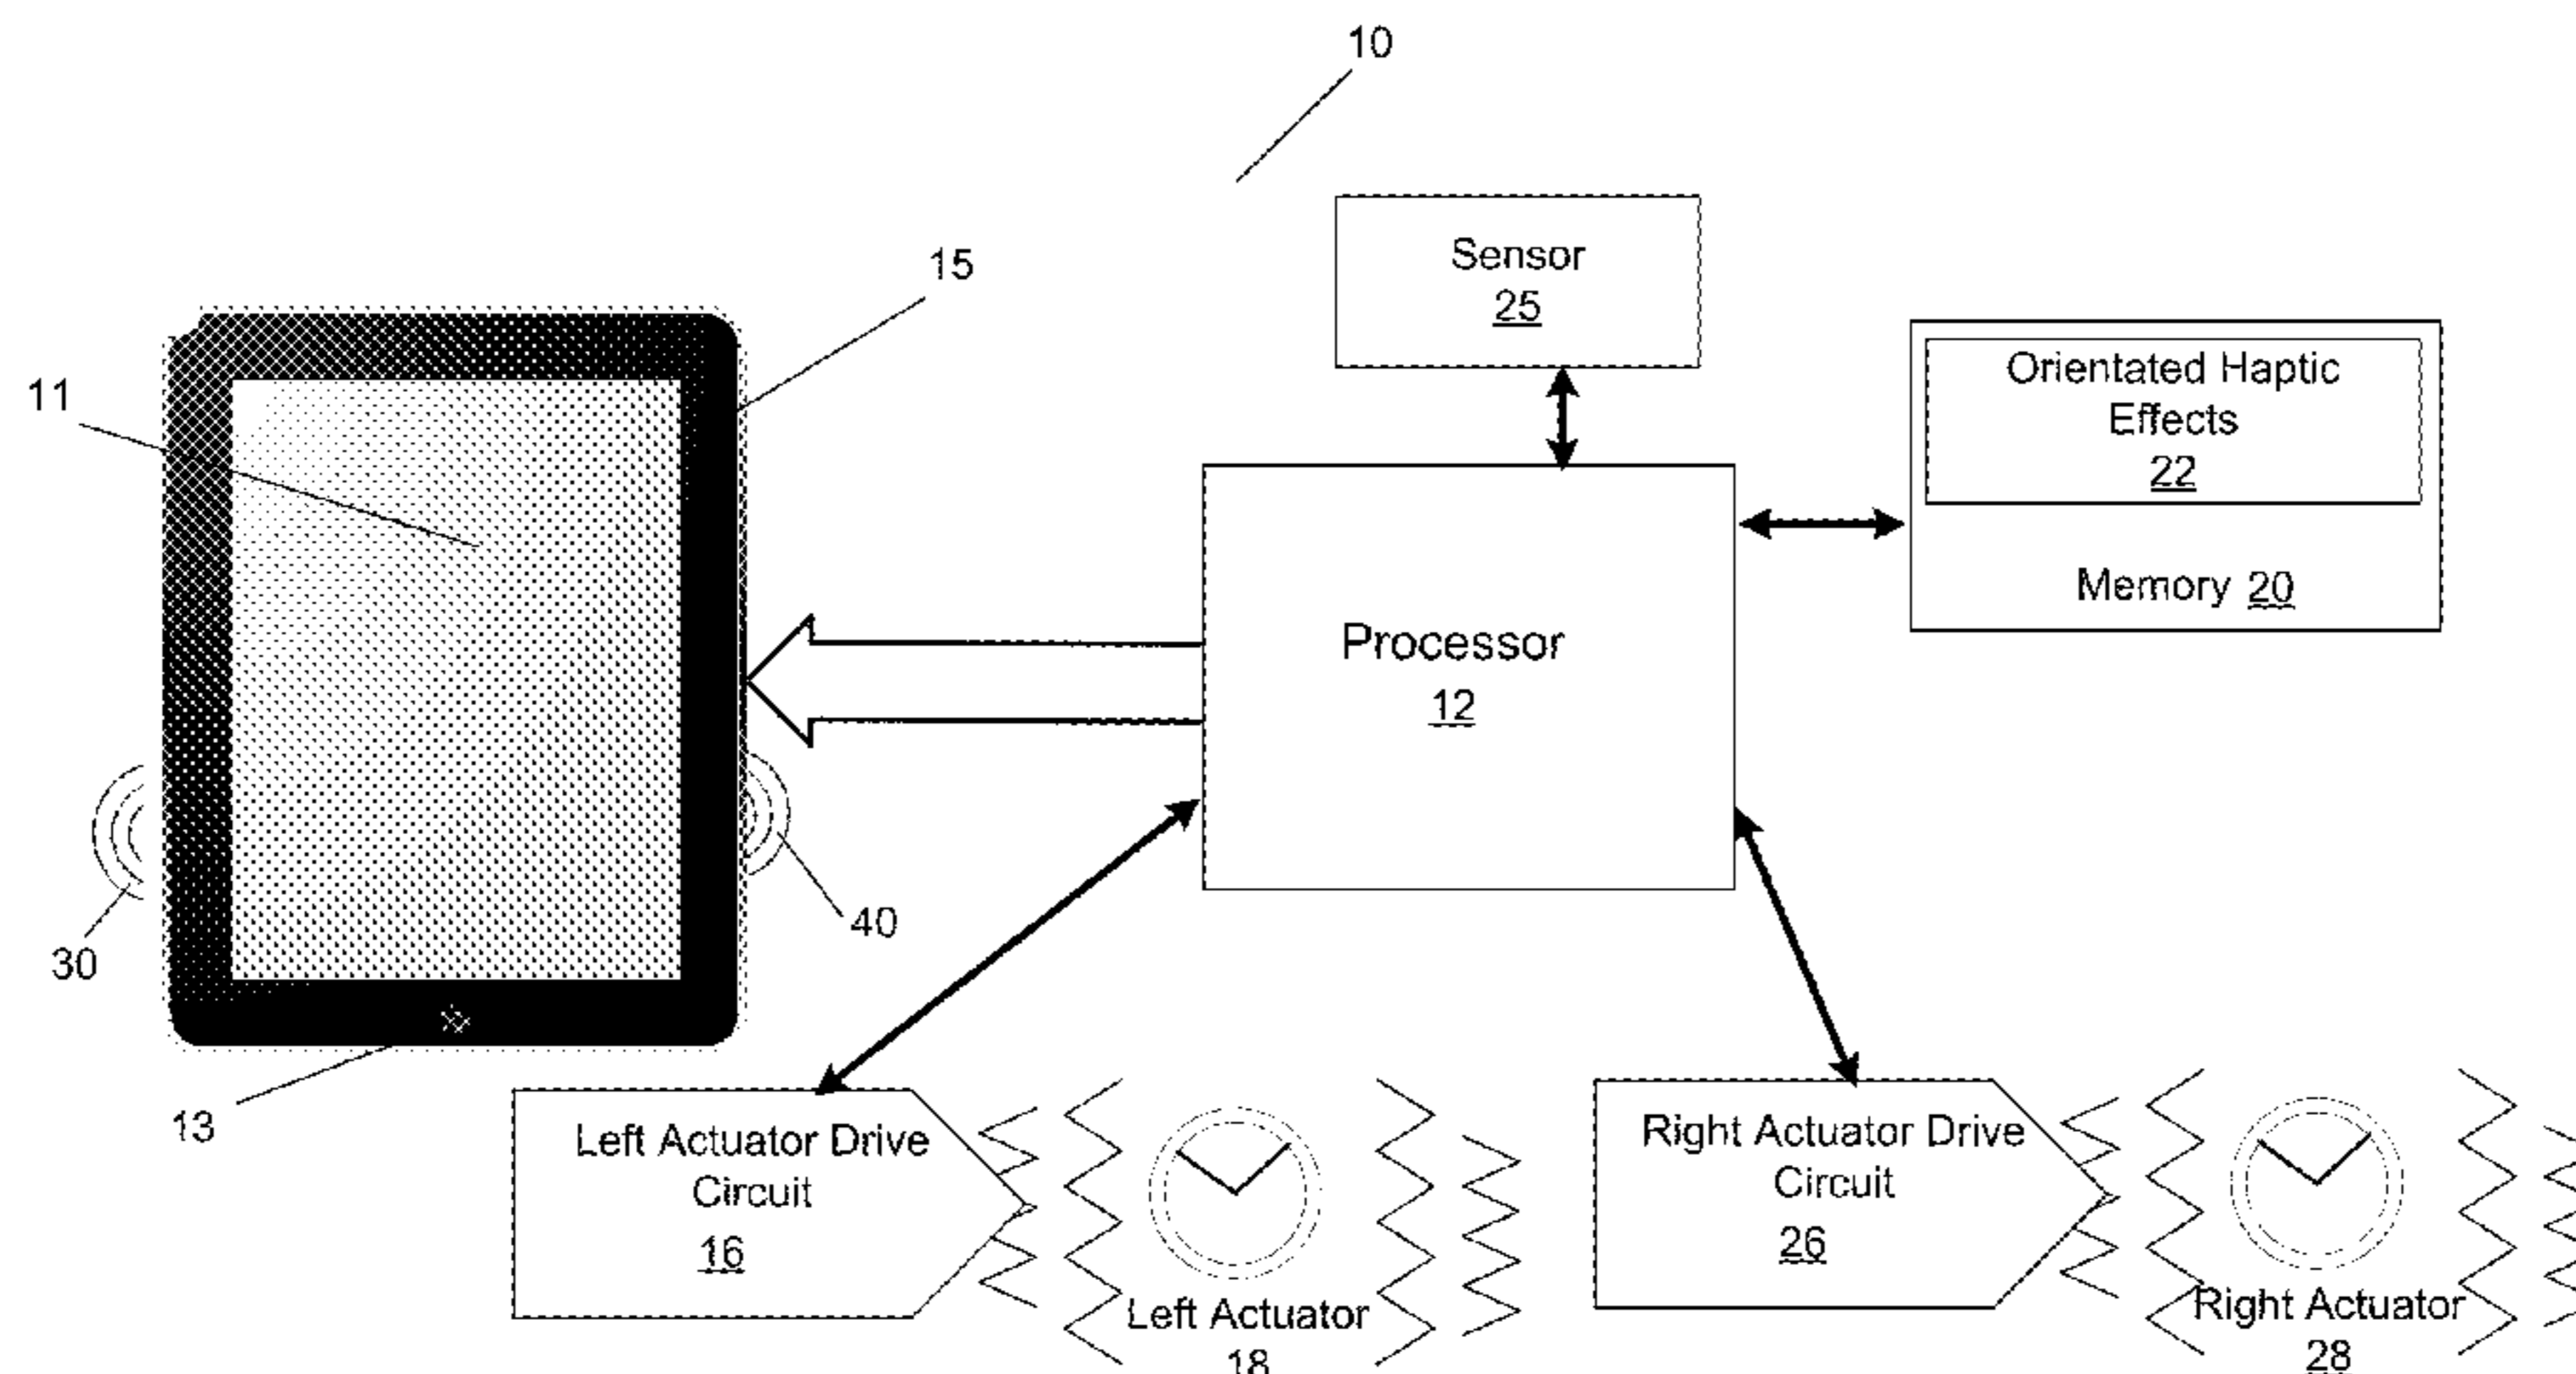 10
15
Sensor
25
11
Orientated Haptic
Effects
22
Memory 20
Processor
12
40
30
13
Left Actuator Drive
Circuit
16
Left Actuator
18
Right Actuator Drive
Circuit
26
Right Actuator
28